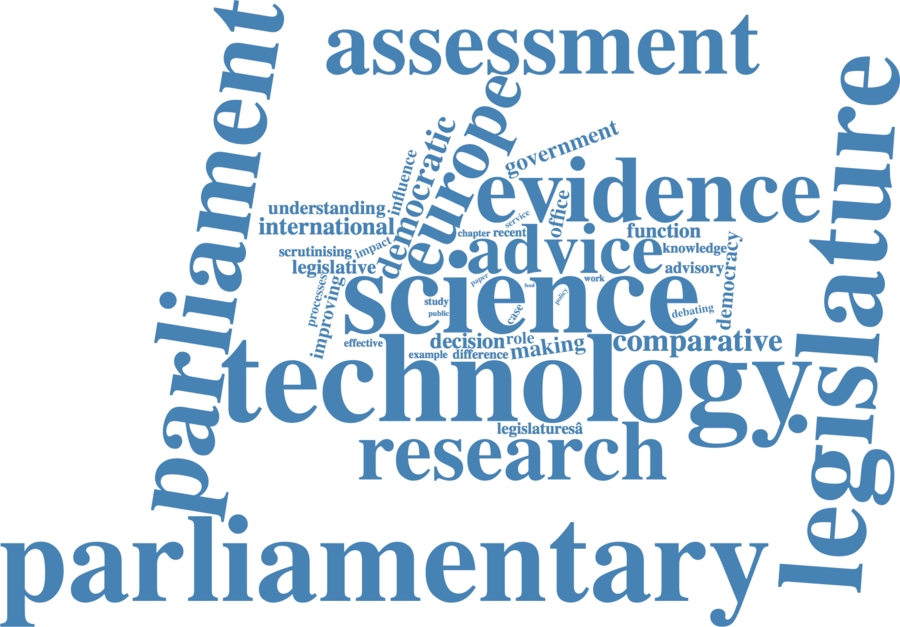 parliament
assessment
legislature
europe
democratic
influence
government
evidence
understanding
international
office
service
chapter
recent
function
scrutinising
impact
advice
knowledge
legislative
advisory
democracy
processes
improving
science
paper
feed
policy
work
study
public
case
debating
effective
decision
role
making
comparative
example
difference
technology
legislaturesâ
research
parliamentary